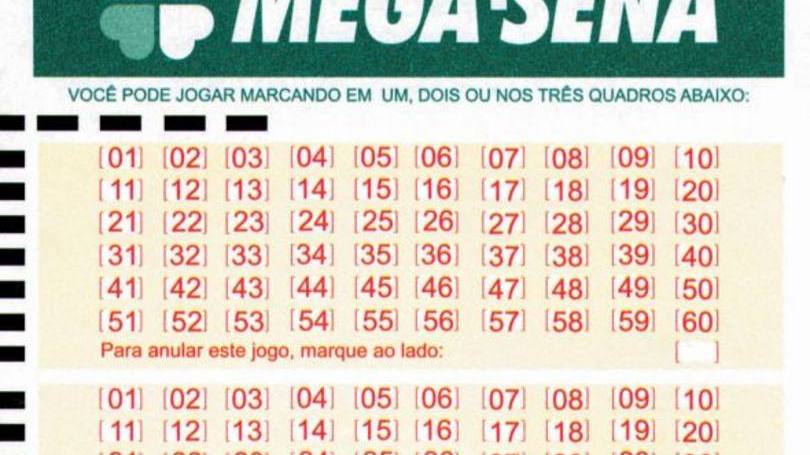 MEGA-SENA
VOCÊ PODE JOGAR MARCANDO EM UM, DOIS OU NOS TRÊS QUADROS ABAIXO:
[01] [02] [03] [04] [05] [06] [07] [08] [09] [10]
[11] [12] [13] [14] [15] [16] [17] [18] [19] [20]
[21] [22] [23] [24] [25] [26] [27] [28] [29] [30]
[31] [32] [33] [34] [35] [36] [37] [38] [39] [40]
[41] [42] [43] [44] [45] [46] [47] [48] [49] [50]
[51] [52] [53] [54] [55] [56] [57] [58] [59] [60]
Para anular este jogo, marque ao lado: [ ]
[01] [02] [03] [04] [05] [06] [07] [08] [09] [10]
[11] [12] [13] [14] [15] [16] [17] [18] [19] [20]